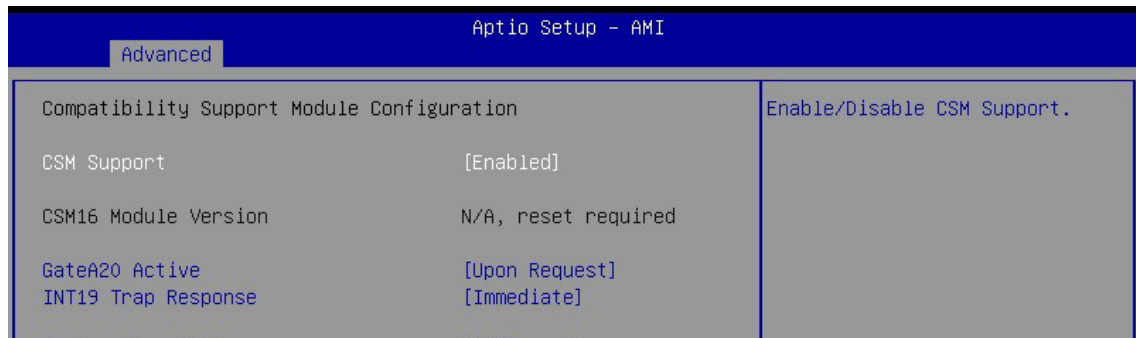 Aptio Setup – AMI
Advanced
Compatibility Support Module Configuration
Enable/Disable CSM Support.
CSM Support [Enabled]
CSM16 Module Version N/A, reset required
GateA20 Active [Upon Request]
INT19 Trap Response [Immediate]